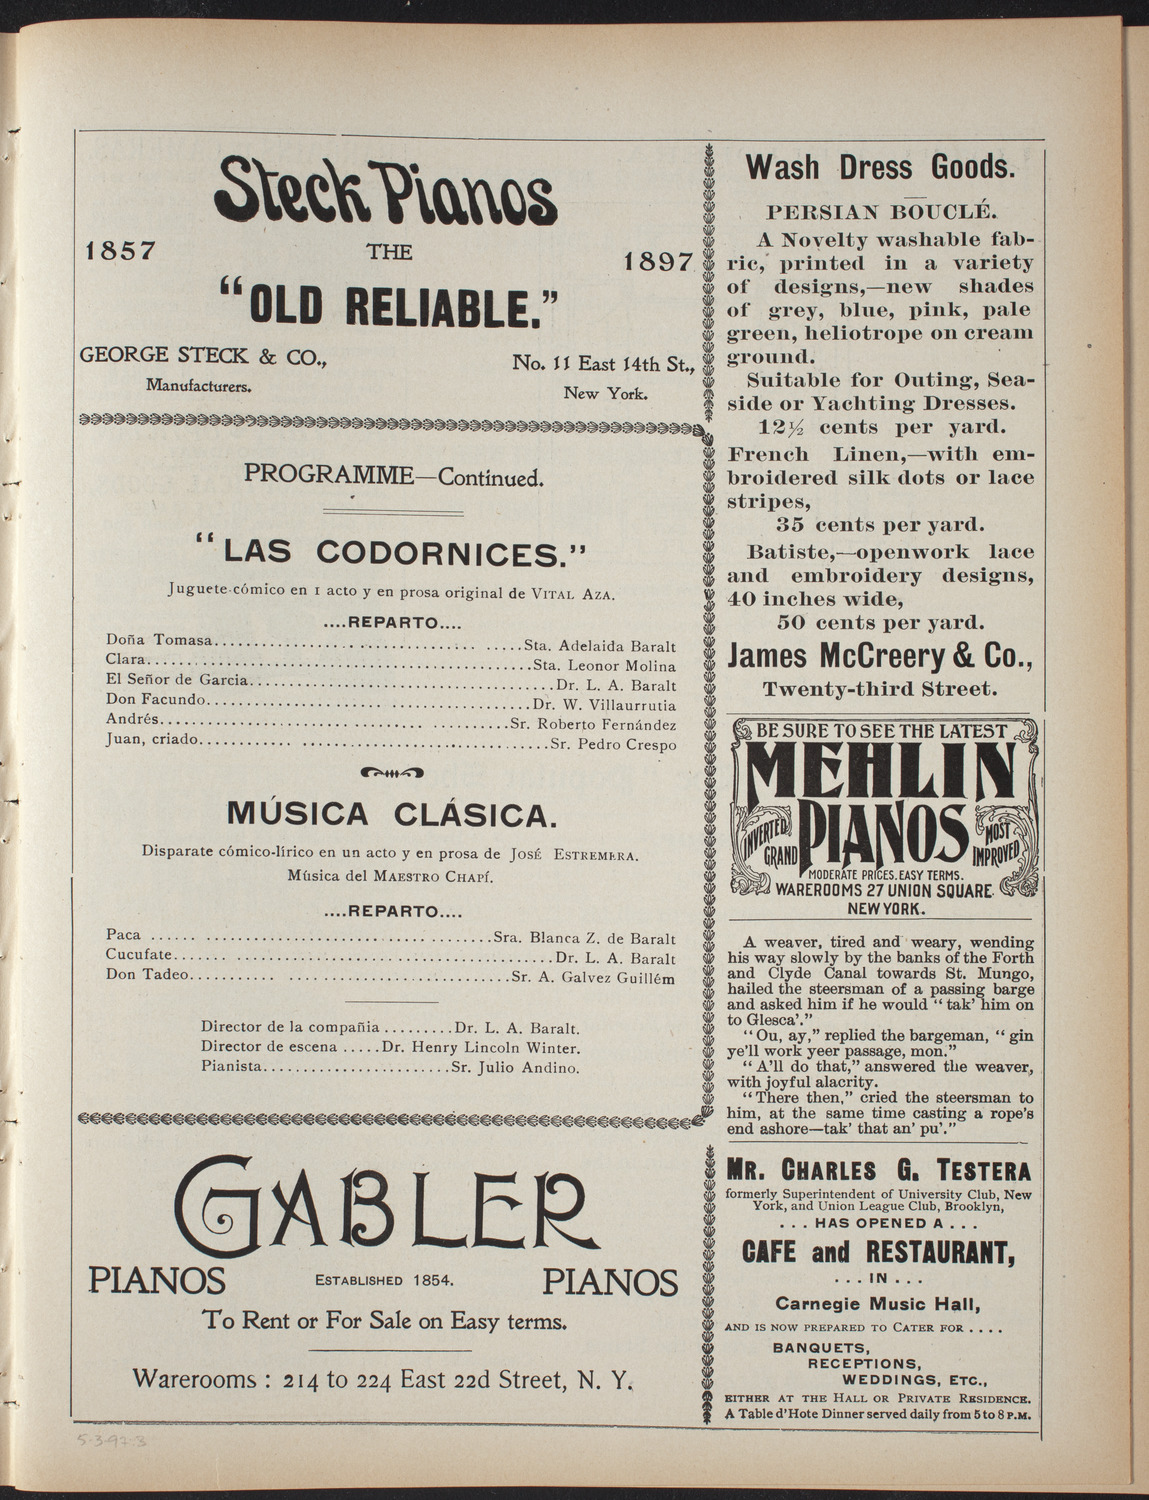 Steck Pianos
1857 THE 1897
"OLD RELIABLE."
GEORGE STECK & CO., No. 11 East 14th St.,
Manufacturers. New York.
PROGRAMME—Continued.
"LAS CODORNICES."
Juguete cómico en 1 acto y en prosa original de VITAL AZA.
....REPARTO....
Doña Tomasa..........Sta. Adelaida Baralt
Clara..........Sta. Leonor Molina
El Señor de Garcia..........Dr. L. A. Baralt
Don Facundo..........Dr. W. Villaurrutia
Andrés..........Sr. Roberto Fernández
Juan, criado..........Sr. Pedro Crespo
MÚSICA CLÁSICA.
Disparate cómico-lírico en un acto y en prosa de JOSÉ ESTREMERA.
Música del MAESTRO CHAPÍ.
....REPARTO....
Paca..........Sra. Blanca Z. de Baralt
Cucufate..........Dr. L. A. Baralt
Don Tadeo..........Sr. A. Galvez Guillém
Director de la compañia.........Dr. L. A. Baralt.
Director de escena.....Dr. Henry Lincoln Winter.
Pianista..........Sr. Julio Andino.
GABLER
PIANOS ESTABLISHED 1854. PIANOS
To Rent or For Sale on Easy terms.
Warerooms: 214 to 224 East 22d Street, N. Y.
5-3-97:3
Wash Dress Goods.
PERSIAN BOUCLÉ.
A Novelty washable fab-
ric, printed in a variety
of designs,—new shades
of grey, blue, pink, pale
green, heliotrope on cream
ground.
Suitable for Outing, Sea-
side or Yachting Dresses.
12½ cents per yard.
French Linen,—with em-
broidered silk dots or lace
stripes,
35 cents per yard.
Batiste,—openwork lace
and embroidery designs,
40 inches wide,
50 cents per yard.
James McCreery & Co.,
Twenty-third Street.
BE SURE TO SEE THE LATEST
MEHLIN
PIANOS
INVERTED GRAND
MOST IMPROVED
MODERATE PRICES. EASY TERMS.
WAREROOMS 27 UNION SQUARE.
NEW YORK.
A weaver, tired and weary, wending
his way slowly by the banks of the Forth
and Clyde Canal towards St. Mungo,
hailed the steersman of a passing barge
and asked him if he would "tak' him on
to Glesca'."
"Ou, ay," replied the bargeman, "gin
ye'll work yeer passage, mon."
"A'll do that," answered the weaver,
with joyful alacrity.
"There then," cried the steersman to
him, at the same time casting a rope's
end ashore—tak' that an' pu'."
MR. CHARLES G. TESTERA
formerly Superintendent of University Club, New
York, and Union League Club, Brooklyn,
...HAS OPENED A...
CAFE and RESTAURANT,
...IN...
Carnegie Music Hall,
AND IS NOW PREPARED TO CATER FOR....
BANQUETS,
RECEPTIONS,
WEDDINGS, ETC.,
EITHER AT THE HALL OR PRIVATE RESIDENCE.
A Table d'Hote Dinner served daily from 5 to 8 P.M.